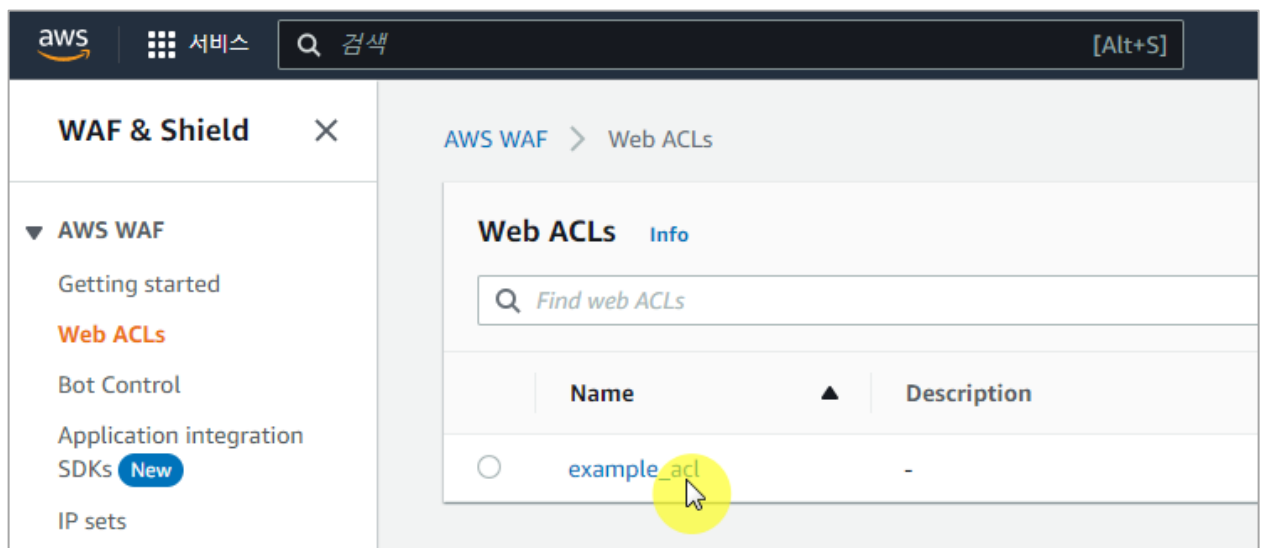 aws 서비스 검색 [Alt+S]
WAF & Shield
AWS WAF > Web ACLs
AWS WAF
Getting started
Web ACLs
Bot Control
Application integration
SDKs New
IP sets
Web ACLs Info
Find web ACLs
Name Description
example_acl -